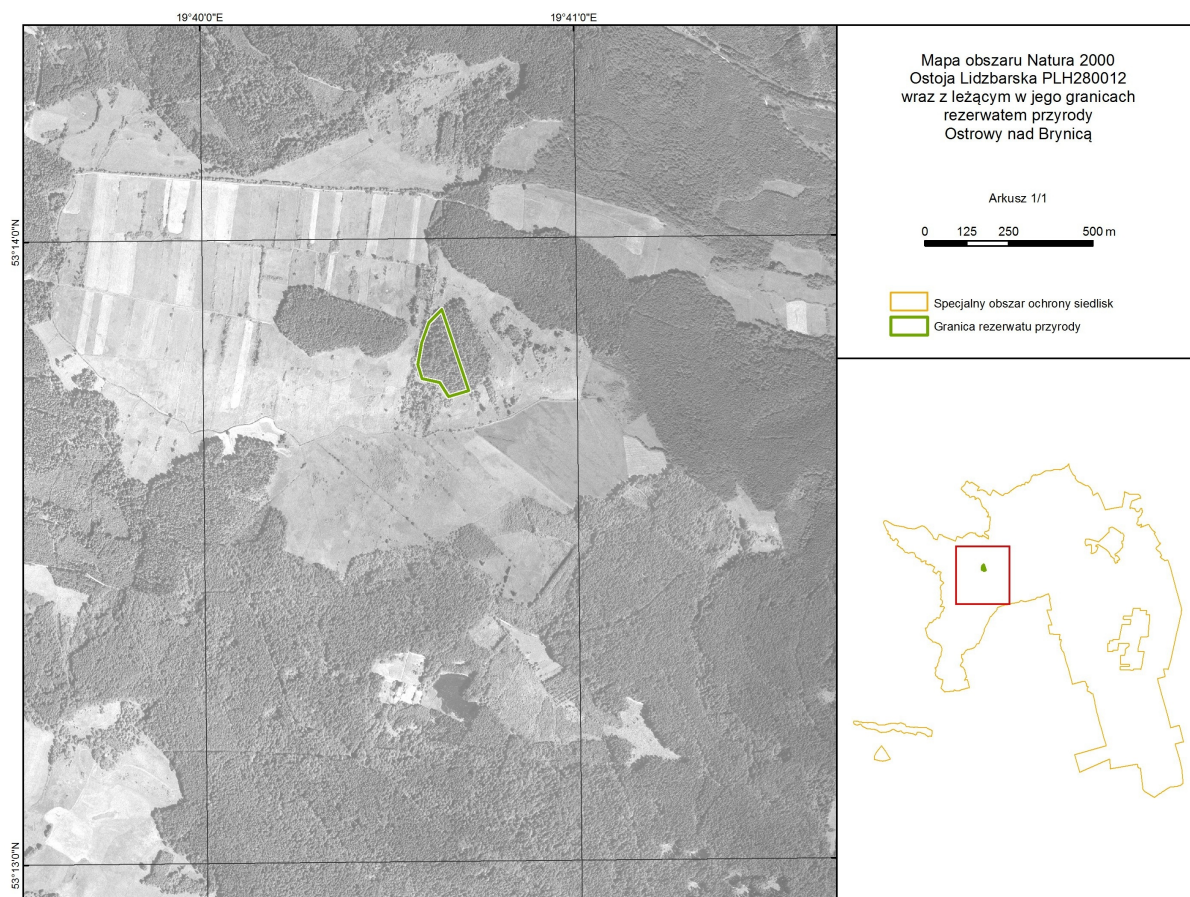 19°40'0"E
19°41'0"E
53°14'0"N
53°13'0"N
Mapa obszaru Natura 2000
Ostoja Lidzbarska PLH280012
wraz z leżącym w jego granicach
rezerwatem przyrody
Ostrowy nad Brynicą
Arkusz 1/1
0 125 250 500 m
Specjalny obszar ochrony siedlisk
Granica rezerwatu przyrody